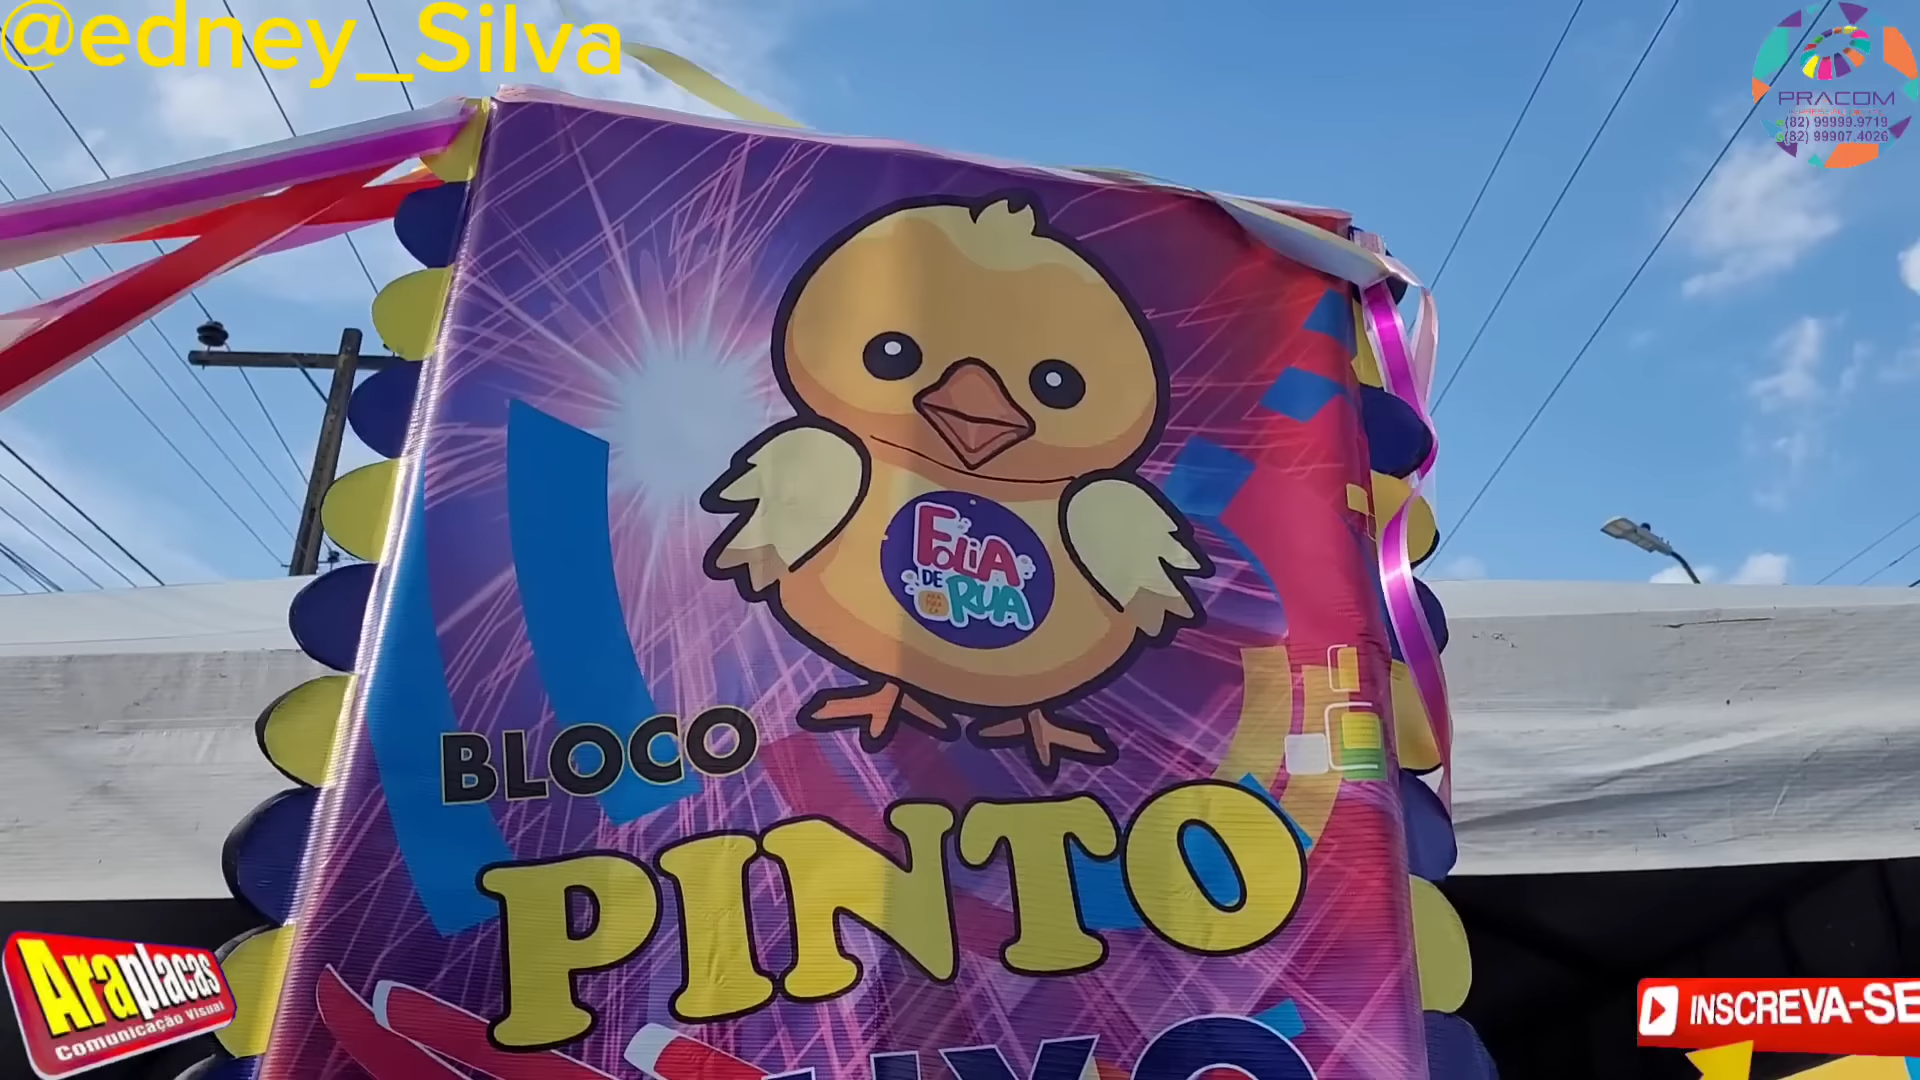 @edney_Silva
PRACOM
(82) 99999.9719
(82) 99907.4026
FOLiA
DE
RUA
BLOCO
PINTO
Araplacas
Comunicação Visual
INSCREVA-SE